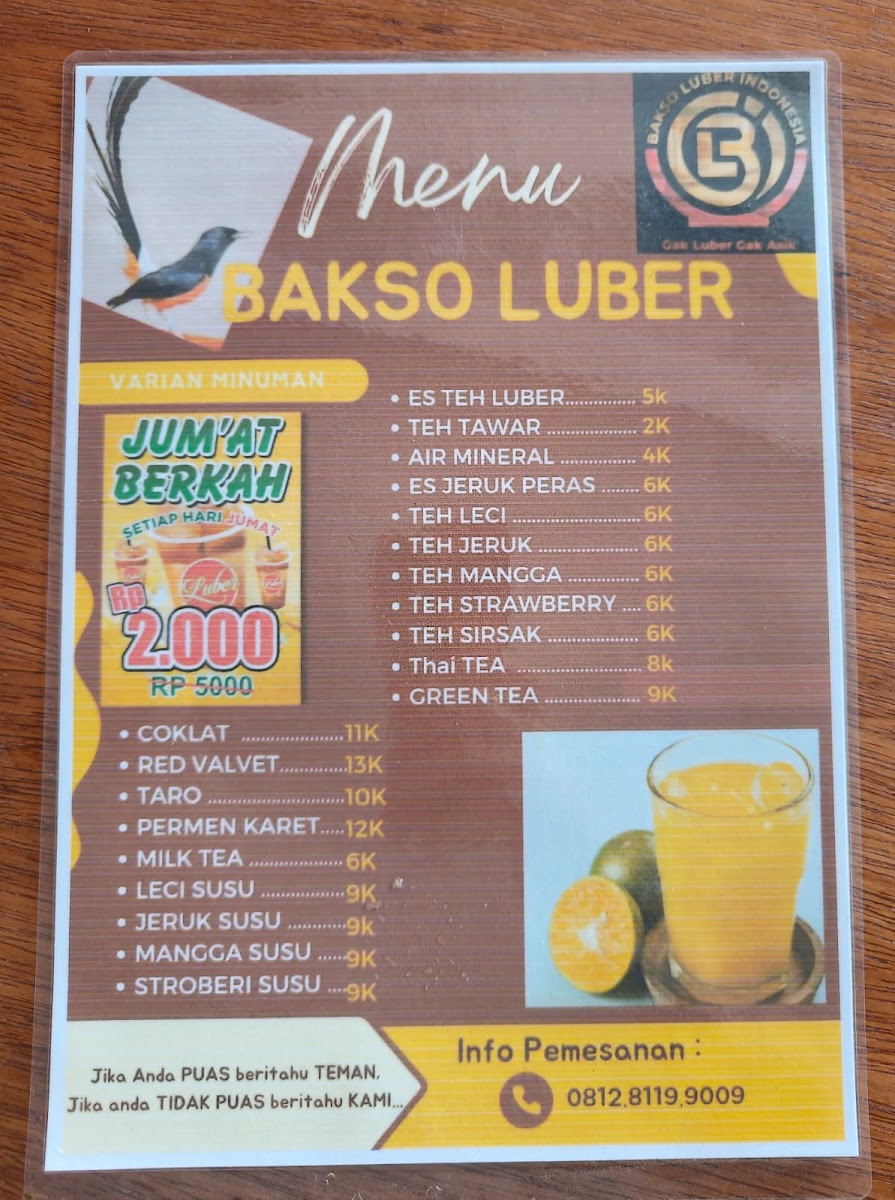 Menu
BAKSO LUBER INDONESIA
LB
Gak Luber Gak Asik
BAKSO LUBER
VARIAN MINUMAN
JUM'AT
BERKAH
SETIAP HARI JUMAT
Luber
Rp
2.000
RP 5000
• ES TEH LUBER.............. 5k
• TEH TAWAR .................. 2K
• AIR MINERAL ............... 4K
• ES JERUK PERAS ........ 6K
• TEH LECI ........................ 6K
• TEH JERUK .................... 6K
• TEH MANGGA .............. 6K
• TEH STRAWBERRY .... 6K
• TEH SIRSAK .................. 6K
• Thai TEA ........................ 8k
• GREEN TEA ................... 9K
• COKLAT ......................11K
• RED VALVET..............13K
• TARO ...........................10K
• PERMEN KARET.....12K
• MILK TEA ....................6K
• LECI SUSU ..................9K
• JERUK SUSU ............9k
• MANGGA SUSU ......9K
• STROBERI SUSU ....9K
Jika Anda PUAS beritahu TEMAN,
Jika anda TIDAK PUAS beritahu KAMI...
Info Pemesanan :
0812.8119.9009